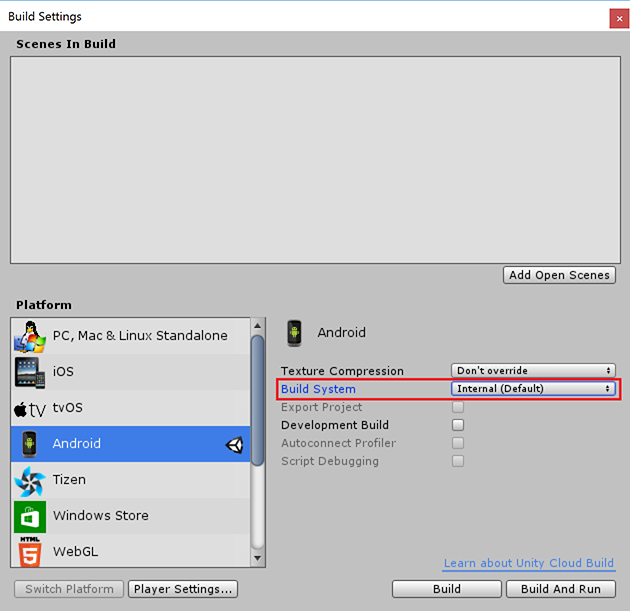 Build Settings
Scenes In Build
Add Open Scenes
Platform
PC, Mac & Linux Standalone
iOS
tv
tvOS
Android
Tizen
Windows Store
HTML
5
WebGL
Android
Texture Compression Don't override
Build System Internal (Default)
Export Project
Development Build
Autoconnect Profiler
Script Debugging
Learn about Unity Cloud Build
Switch Platform Player Settings... Build Build And Run